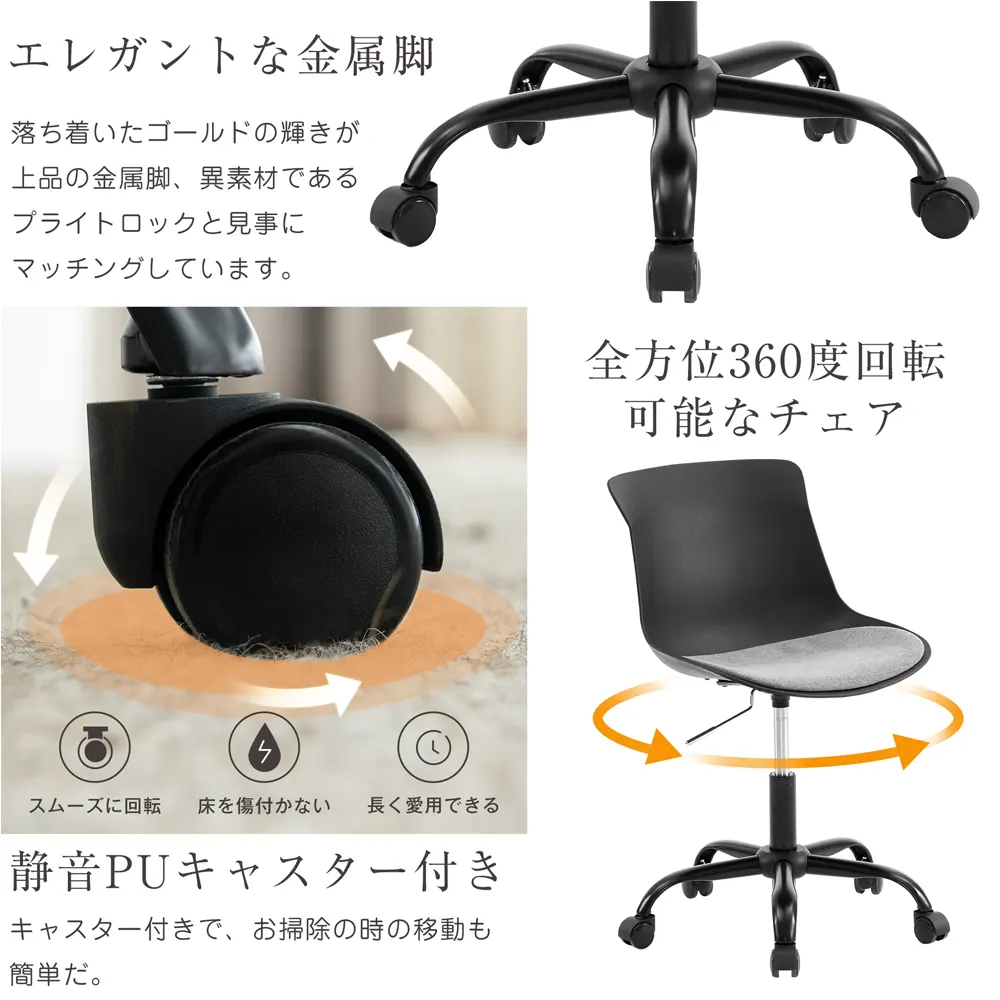 エレガントな金属脚
落ち着いたゴールドの輝きが
上品の金属脚、異素材である
プライトロックと見事に
マッチングしています。
全方位360度回転
可能なチェア
スムーズに回転
床を傷付かない
長く愛用できる
静音PUキャスター付き
キャスター付きで、お掃除の時の移動も
簡単だ。